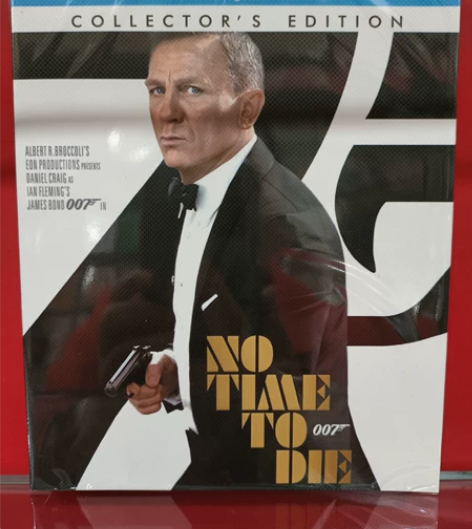 COLLECTOR'S EDITION
ALBERT R. BROCCOLI'S
EON PRODUCTIONS PRESENTS
DANIEL CRAIG AS
IAN FLEMING'S
JAMES BOND 007 IN
NO
TIME
TO
007
DIE